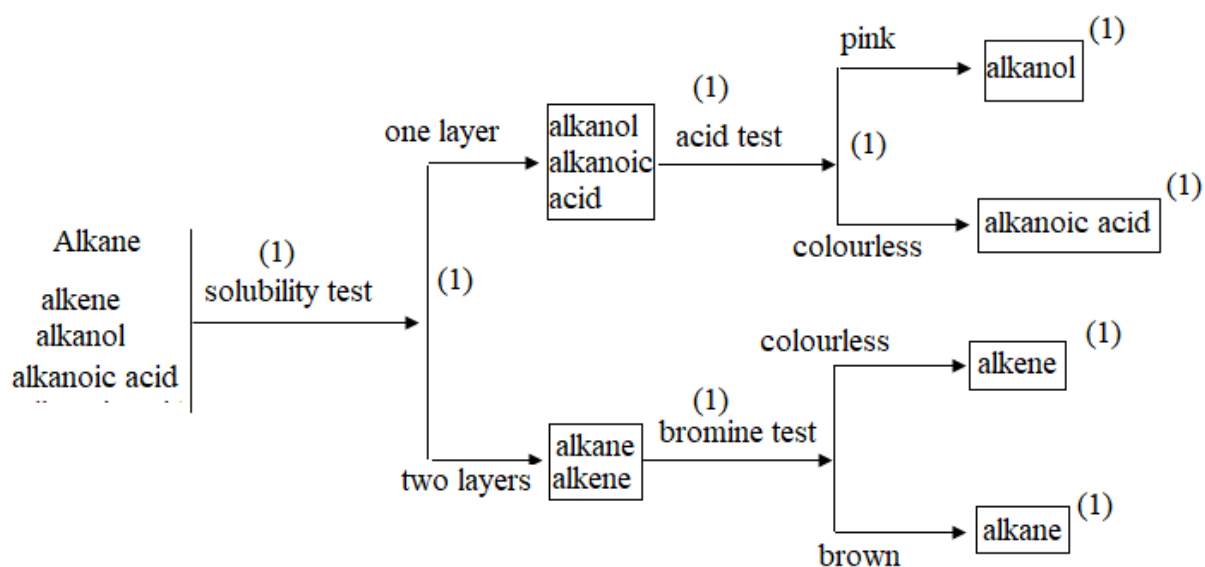 Alkane
alkene
alkanol
alkanoic acid
(1)
solubility test
(1)
one layer
two layers
alkanol
alkanoic
acid
(1)
acid test
(1)
pink
alkanol
(1)
colourless
alkanoic acid
(1)
alkane
alkene
(1)
bromine test
colourless
alkene
(1)
brown
alkane
(1)